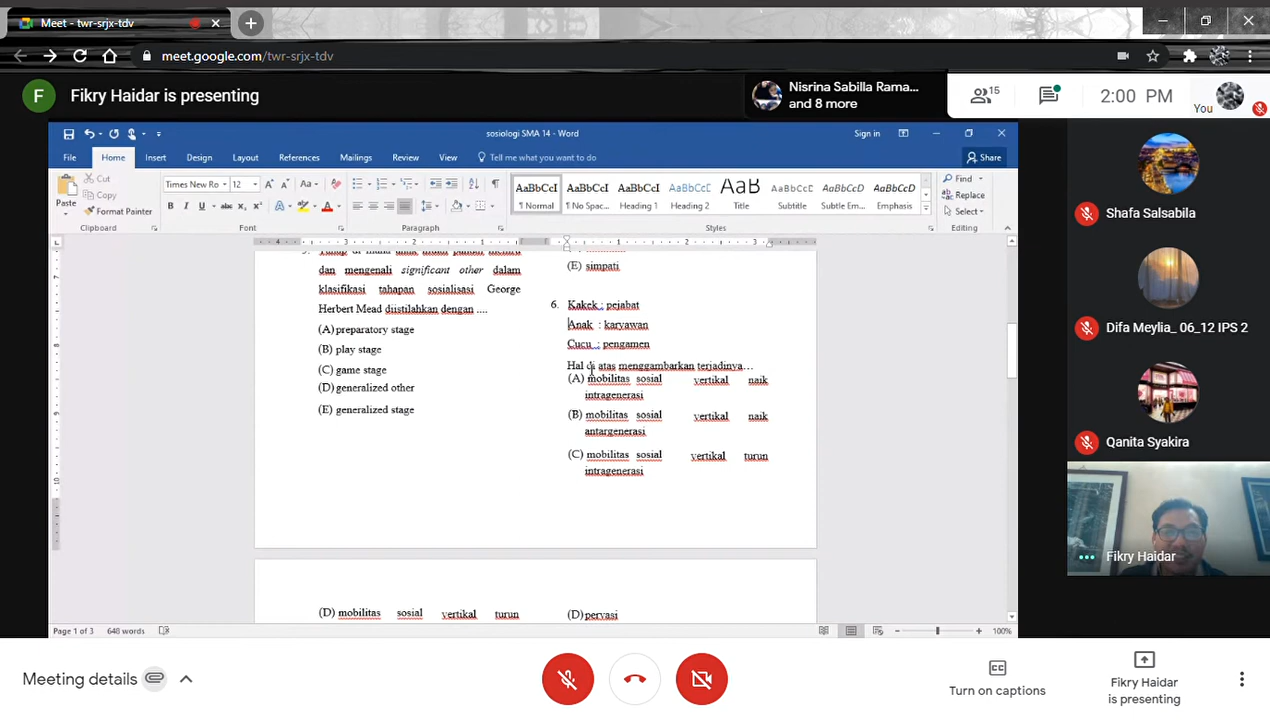 Meet - twr-srjx-tdv
meet.google.com/twr-srjx-tdv
F
Fikry Haidar is presenting
Nisrina Sabilla Rama...
and 8 more
15
2:00 PM
You
sosiologi SMA 14 - Word
Sign in
File Home Insert Design Layout References Mailings Review View Tell me what you want to do
Share
Paste
Cut
Copy
Format Painter
Clipboard
Times New Ro 12
Font
Paragraph
AaBbCcI AaBbCcI AaBbCcI AaBbCcD AaB AaBbCcD AaBbCcD AaBbCcD
¶ Normal ¶ No Spac... Heading 1 Heading 2 Title Subtitle Subtle Em... Emphasis
Styles
Find
Replace
Select
Editing
dan mengenali significant other dalam
klasifikasi tahapan sosialisasi George
Herbert Mead diistilahkan dengan ....
(A) preparatory stage
(B) play stage
(C) game stage
(D) generalized other
(E) generalized stage
(E) simpati
6. Kakek : pejabat
Anak : karyawan
Cucu : pengamen
Hal di atas menggambarkan terjadinya...
(A) mobilitas sosial vertikal naik
intragenerasi
(B) mobilitas sosial vertikal naik
antargenerasi
(C) mobilitas sosial vertikal turun
intragenerasi
(D) mobilitas sosial vertikal turun
(D) pervasi
Page 1 of 3 648 words
100%
Shafa Salsabila
Difa Meylia_ 06_12 IPS 2
Qanita Syakira
Fikry Haidar
Meeting details
Turn on captions
Fikry Haidar
is presenting